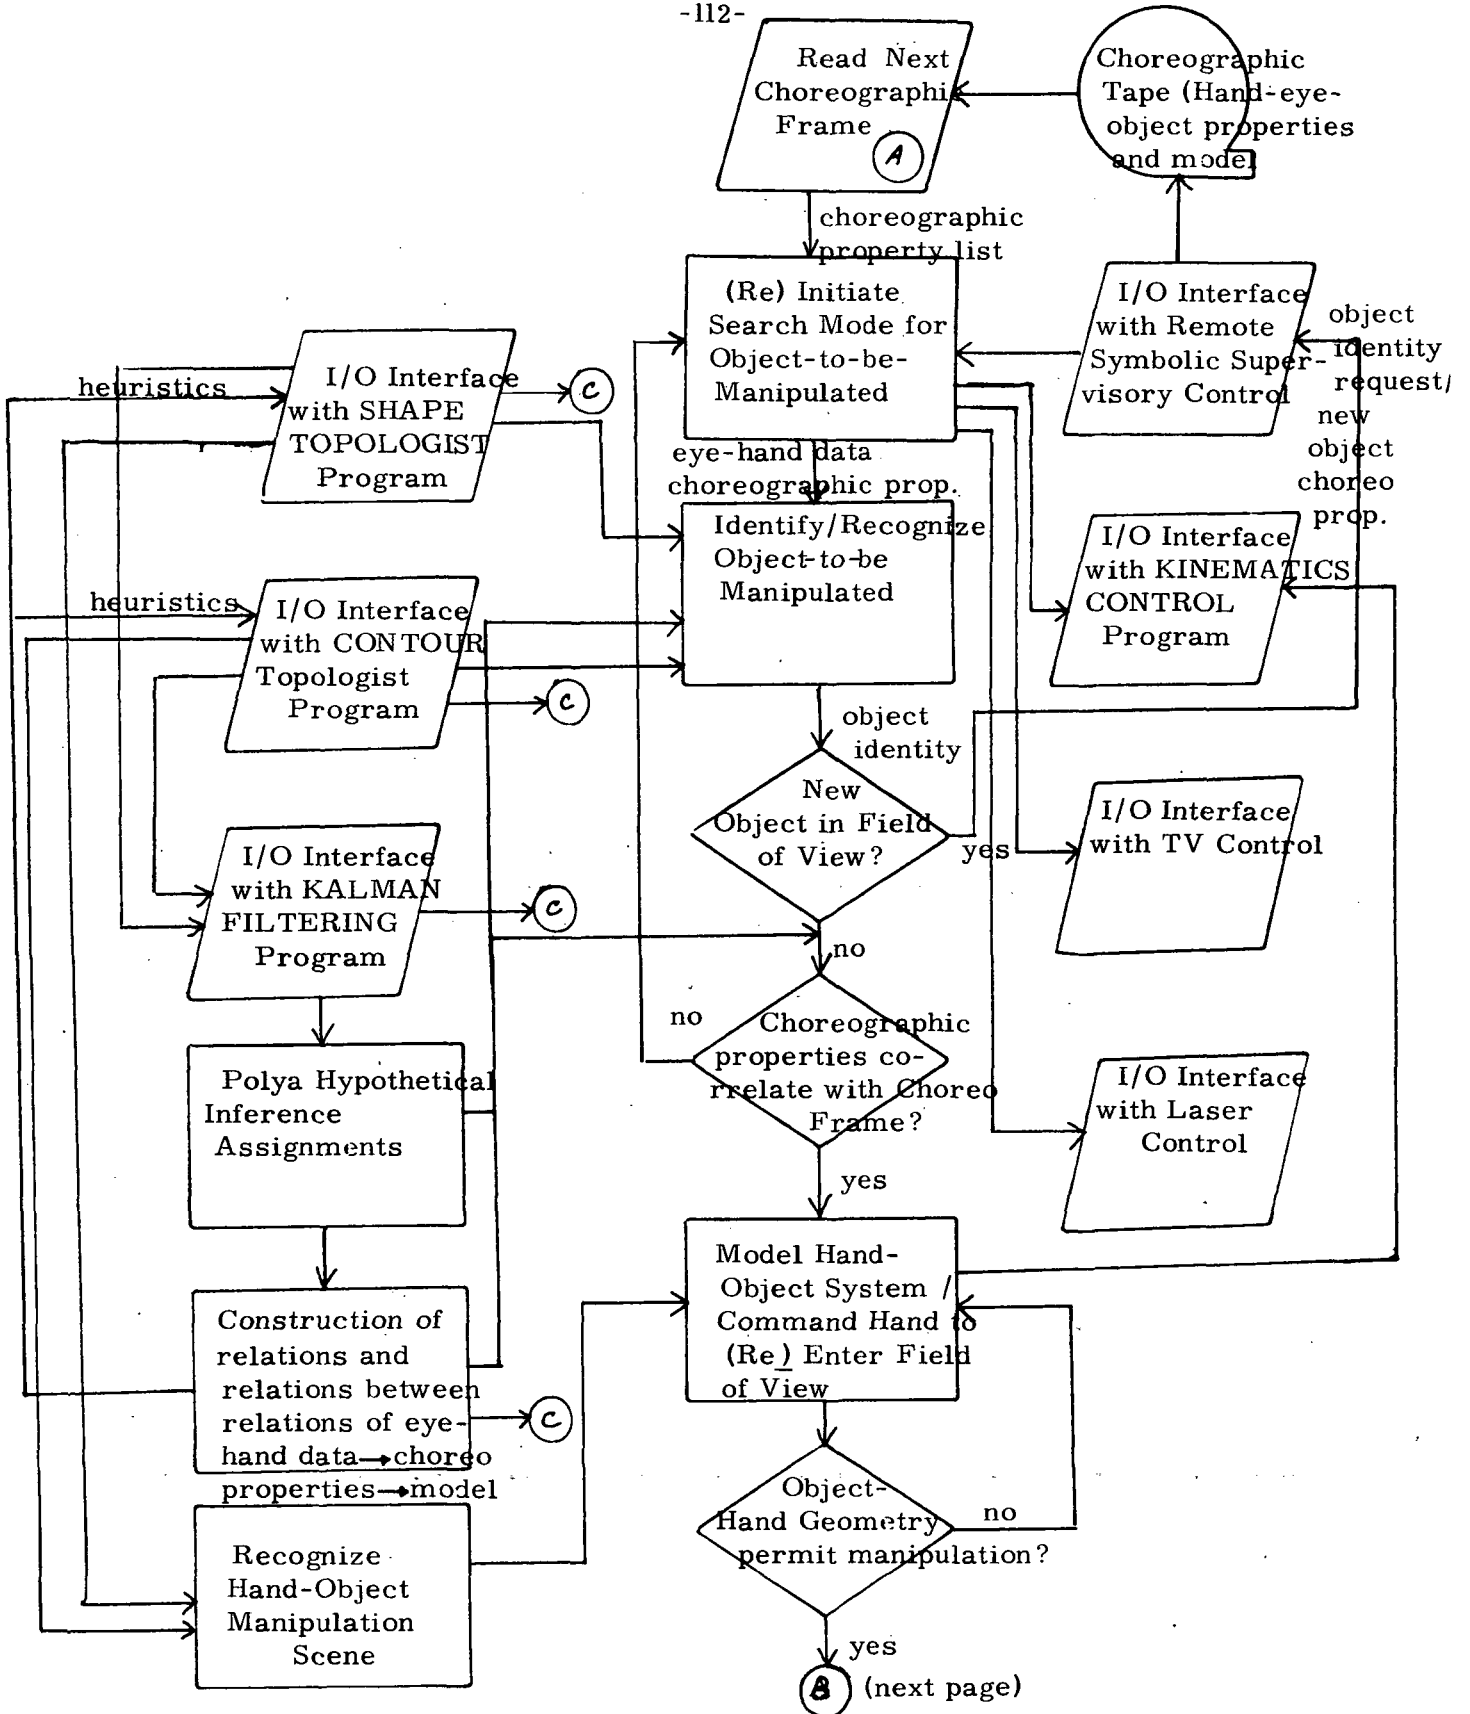 -112-
Read Next
Choreographi
Frame
A
Choreographic
Tape (Hand-eye-
object properties
and model
choreographic
property list
(Re) Initiate
Search Mode for
Object-to-be-
Manipulated
I/O Interface
with Remote
Symbolic Super-
visory Control
object
identity
request/
new
object
choreo
prop.
heuristics
I/O Interface
with SHAPE
TOPOLOGIST
Program
C
eye-hand data
choreographic prop.
Identify/Recognize
Object-to-be
Manipulated
I/O Interface
with KINEMATICS
CONTROL
Program
heuristics
I/O Interface
with CONTOUR
Topologist
Program
C
object
identity
New
Object in Field
of View?
yes
no
I/O Interface
with TV Control
I/O Interface
with KALMAN
FILTERING
Program
C
no
Choreographic
properties co-
rrelate with Choreo
Frame?
yes
I/O Interface
with Laser
Control
Polya Hypothetical
Inference
Assignments
Model Hand-
Object System /
Command Hand to
(Re) Enter Field
of View
Construction of
relations and
relations between
relations of eye-
hand data→choreo
properties→model
C
Object-
Hand Geometry
permit manipulation?
no
yes
Recognize
Hand-Object
Manipulation
Scene
B (next page)